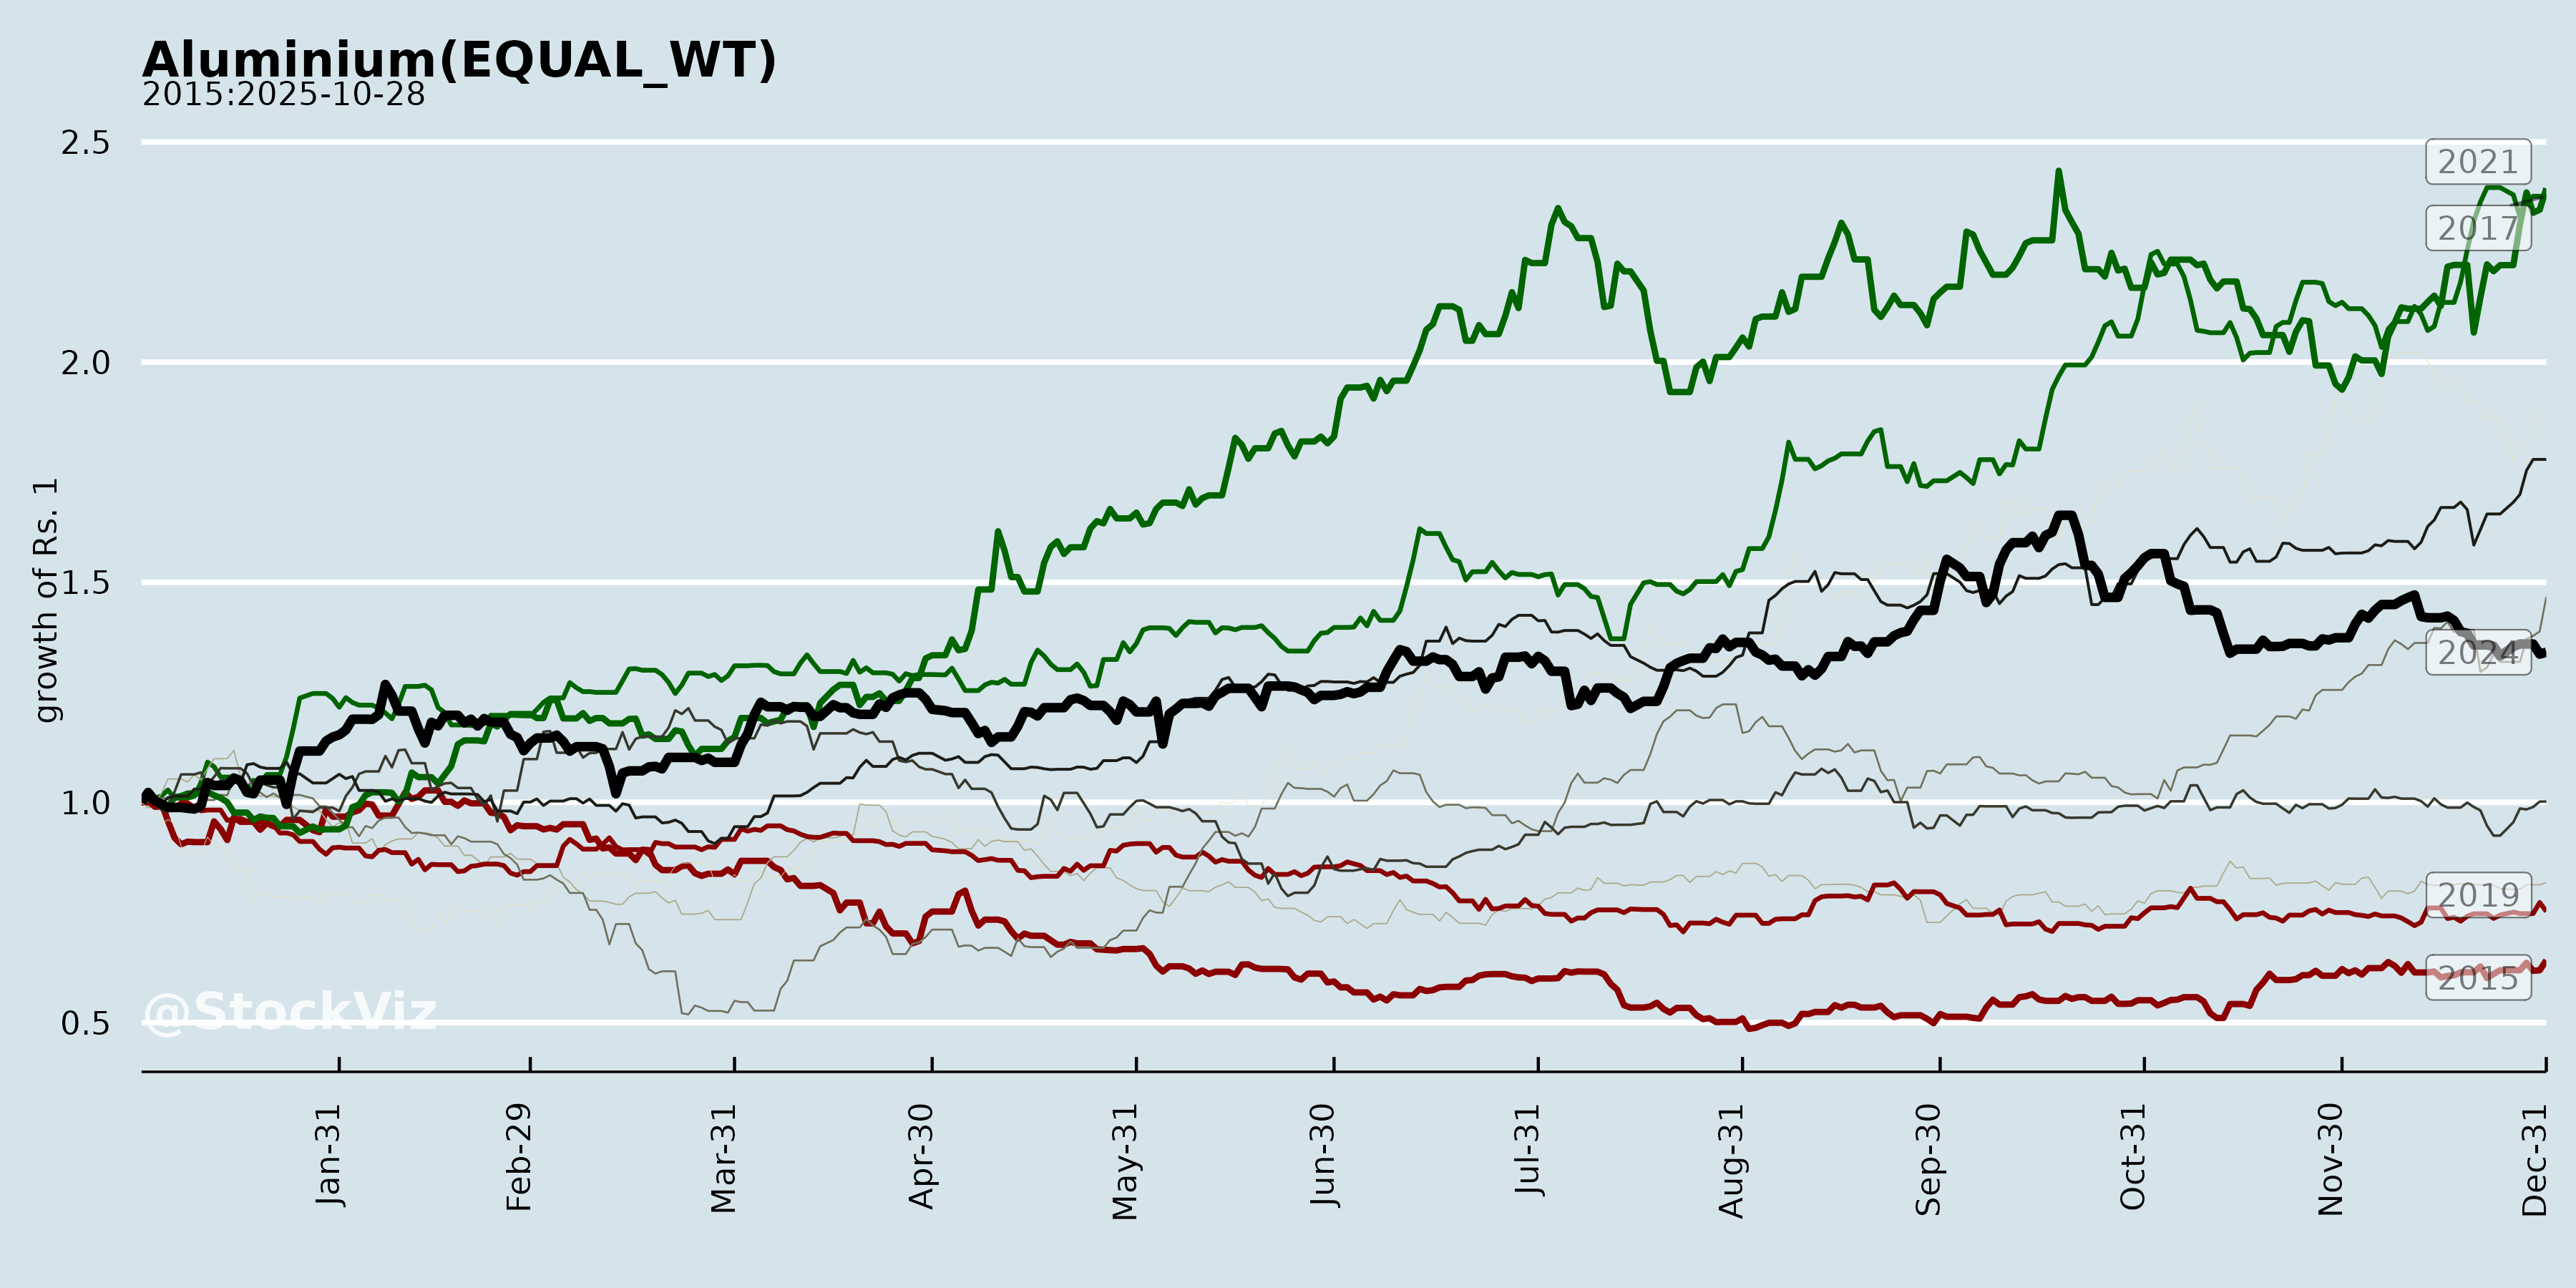 Aluminium(EQUAL_WT)
2015:2025-10-28
growth of Rs. 1
2.5
2.0
1.5
1.0
0.5
2021
2017
2024
2019
2015
@StockViz
Jan-31
Feb-29
Mar-31
Apr-30
May-31
Jun-30
Jul-31
Aug-31
Sep-30
Oct-31
Nov-30
Dec-31